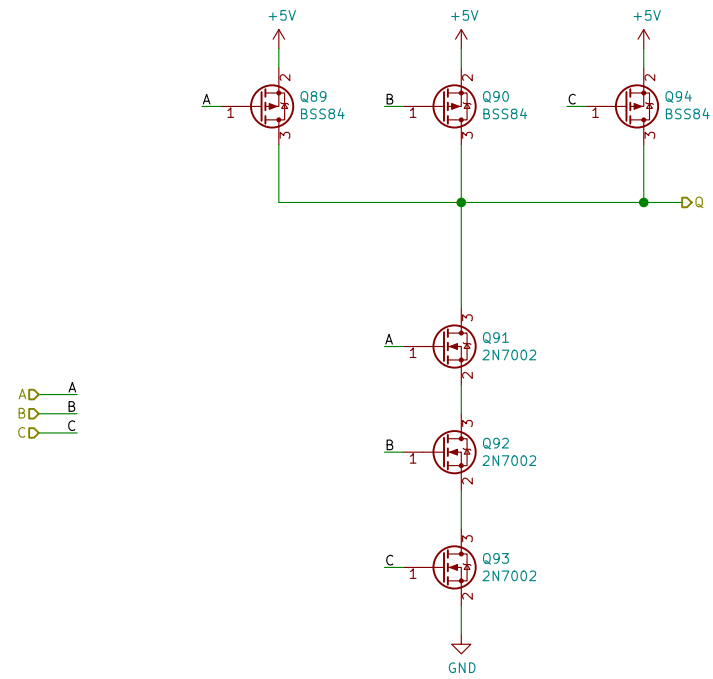 +5V +5V +5V
2 2 2
A 1 Q89 B 1 Q90 C 1 Q94
BSS84 BSS84 BSS84
3 3 3
Q
3
A 1 Q91
2N7002
2
A A
B B
C C
3
B 1 Q92
2N7002
2
3
C 1 Q93
2N7002
2
GND